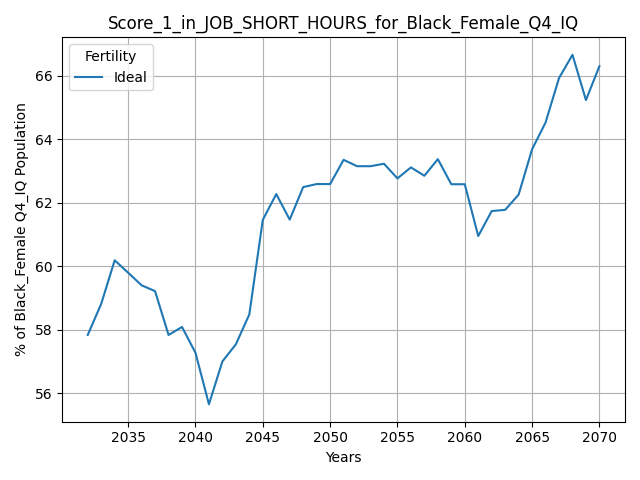 Score_1_in_JOB_SHORT_HOURS_for_Black_Female_Q4_IQ
Fertility
Ideal
% of Black_Female Q4_IQ Population
66
64
62
60
58
56
2035 2040 2045 2050 2055 2060 2065 2070
Years